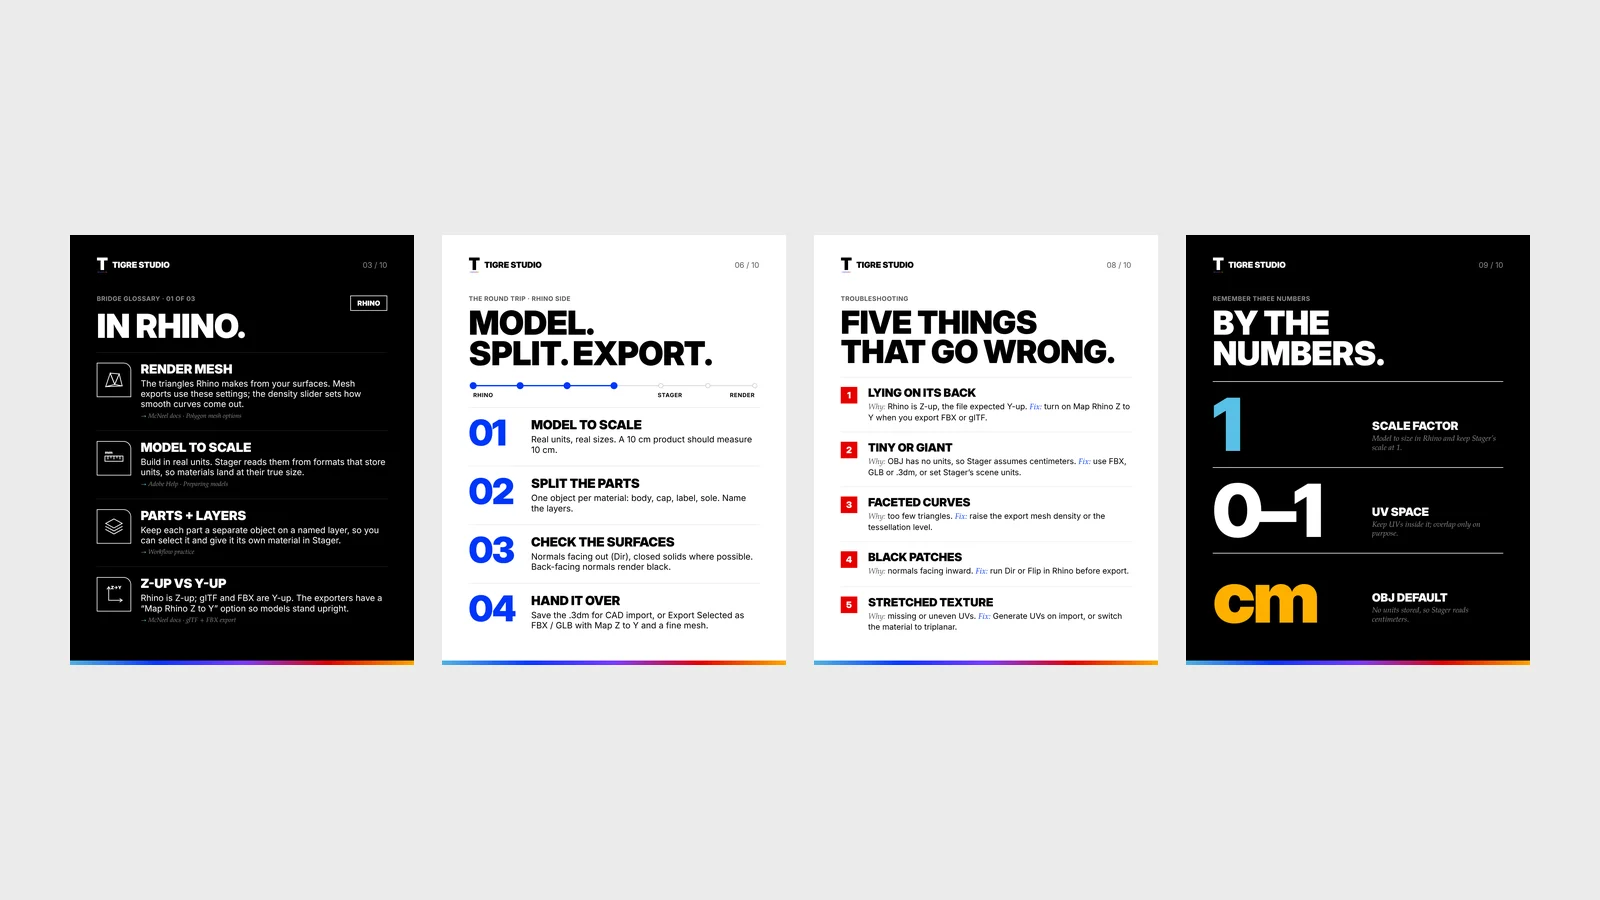 TIGRE STUDIO
03 / 10
BRIDGE GLOSSARY · 01 OF 03
RHINO
IN RHINO.
RENDER MESH
The triangles Rhino makes from your surfaces. Mesh
exports use these settings; the density slider sets how
smooth curves come out.
→ McNeel docs · Polygon mesh options
MODEL TO SCALE
Build in real units. Stager reads them from formats that store
units, so materials land at their true size.
→ Adobe Help · Preparing models
PARTS + LAYERS
Keep each part a separate object on a named layer, so you
can select it and give it its own material in Stager.
→ Workflow practice
Z-UP VS Y-UP
Rhino is Z-up; glTF and FBX are Y-up. The exporters have a
“Map Rhino Z to Y” option so models stand upright.
→ McNeel docs · glTF + FBX export
TIGRE STUDIO
06 / 10
THE ROUND TRIP · RHINO SIDE
MODEL.
SPLIT. EXPORT.
RHINO
STAGER
RENDER
01
MODEL TO SCALE
Real units, real sizes. A 10 cm product should measure
10 cm.
02
SPLIT THE PARTS
One object per material: body, cap, label, sole. Name
the layers.
03
CHECK THE SURFACES
Normals facing out (Dir), closed solids where possible.
Back-facing normals render black.
04
HAND IT OVER
Save the .3dm for CAD import, or Export Selected as
FBX / GLB with Map Z to Y and a fine mesh.
TIGRE STUDIO
08 / 10
TROUBLESHOOTING
FIVE THINGS
THAT GO WRONG.
1
LYING ON ITS BACK
Why: Rhino is Z-up, the file expected Y-up. Fix: turn on Map Rhino Z to
Y when you export FBX or glTF.
2
TINY OR GIANT
Why: OBJ has no units, so Stager assumes centimeters. Fix: use FBX,
GLB or .3dm, or set Stager’s scene units.
3
FACETED CURVES
Why: too few triangles. Fix: raise the export mesh density or the
tessellation level.
4
BLACK PATCHES
Why: normals facing inward. Fix: run Dir or Flip in Rhino before export.
5
STRETCHED TEXTURE
Why: missing or uneven UVs. Fix: Generate UVs on import, or switch
the material to triplanar.
TIGRE STUDIO
09 / 10
REMEMBER THREE NUMBERS
BY THE
NUMBERS.
1
SCALE FACTOR
Model to size in Rhino and keep Stager’s
scale at 1.
0–1
UV SPACE
Keep UVs inside it; overlap only on
purpose.
cm
OBJ DEFAULT
No units stored, so Stager reads
centimeters.